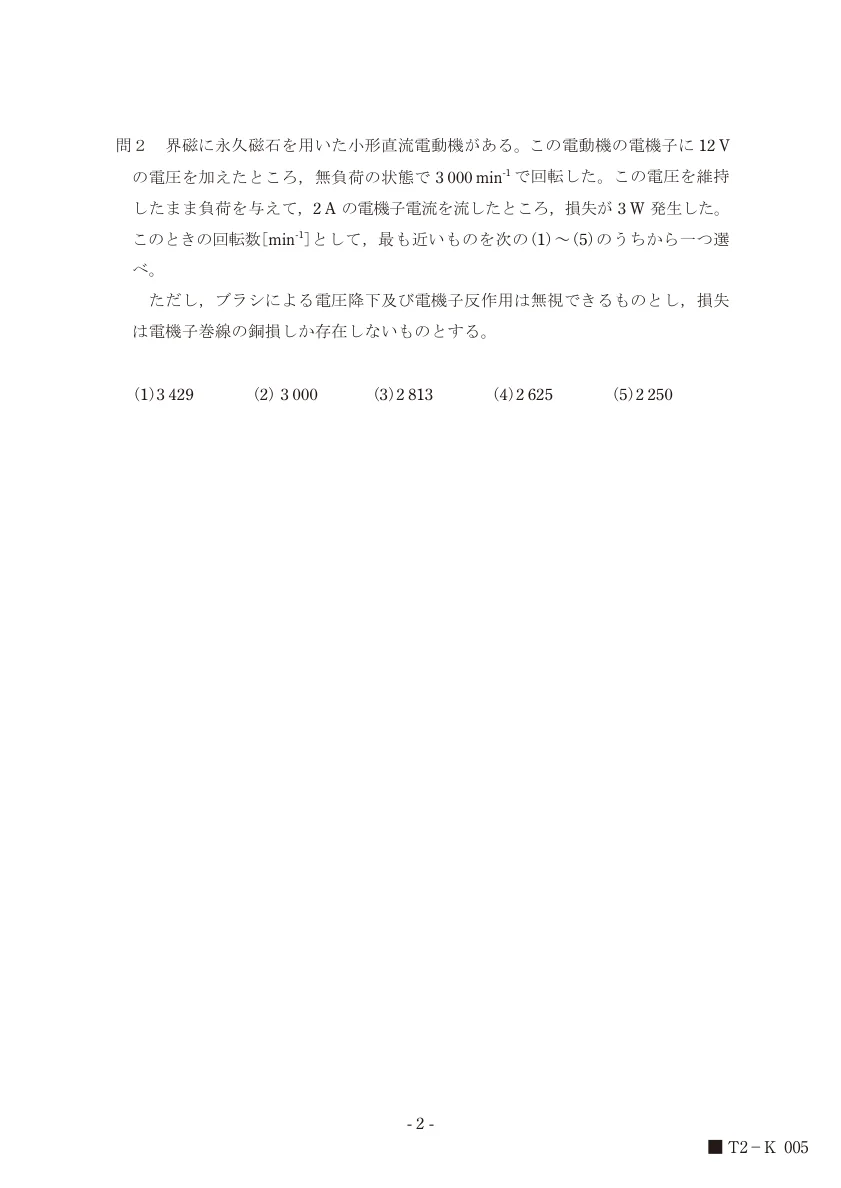 問２　界磁に永久磁石を用いた小形直流電動機がある。この電動機の電機子に 12 V
の電圧を加えたところ，無負荷の状態で 3 000 min⁻¹ で回転した。この電圧を維持
したまま負荷を与えて，2 A の電機子電流を流したところ，損失が 3 W 発生した。
このときの回転数[min⁻¹]として，最も近いものを次の(1)～(5)のうちから一つ選
べ。
ただし，ブラシによる電圧降下及び電機子反作用は無視できるものとし，損失
は電機子巻線の銅損しか存在しないものとする。
(1) 3 429　(2) 3 000　(3) 2 813　(4) 2 625　(5) 2 250
- 2 -
■ T2－K 005